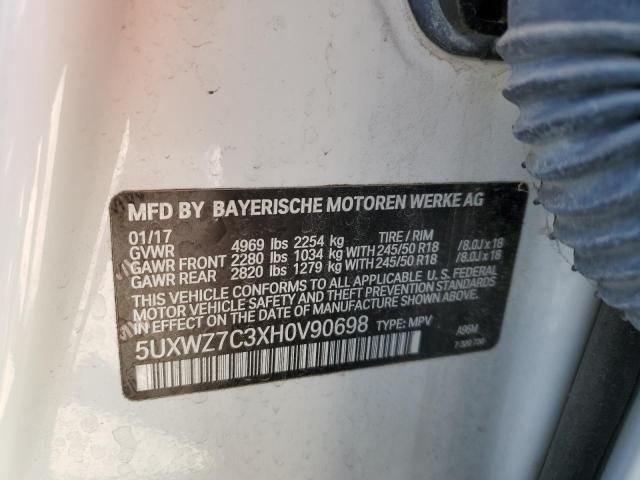 MFD BY BAYERISCHE MOTOREN WERKE AG
01/17 TIRE / RIM
GVWR 4969 lbs 2254 kg
GAWR FRONT 2280 lbs 1034 kg WITH 245/50 R18 /8.0J x 18
GAWR REAR 2820 lbs 1279 kg WITH 245/50 R18 /8.0J x 18
THIS VEHICLE CONFORMS TO ALL APPLICABLE U.S. FEDERAL
MOTOR VEHICLE SAFETY/X BUMPER/X AND THEFT PREVENTION STANDARDS
IN EFFECT ON THE DATE OF MANUFACTURE SHOWN ABOVE.
5UXWZ7C3XH0V90698 TYPE: MPV A96M